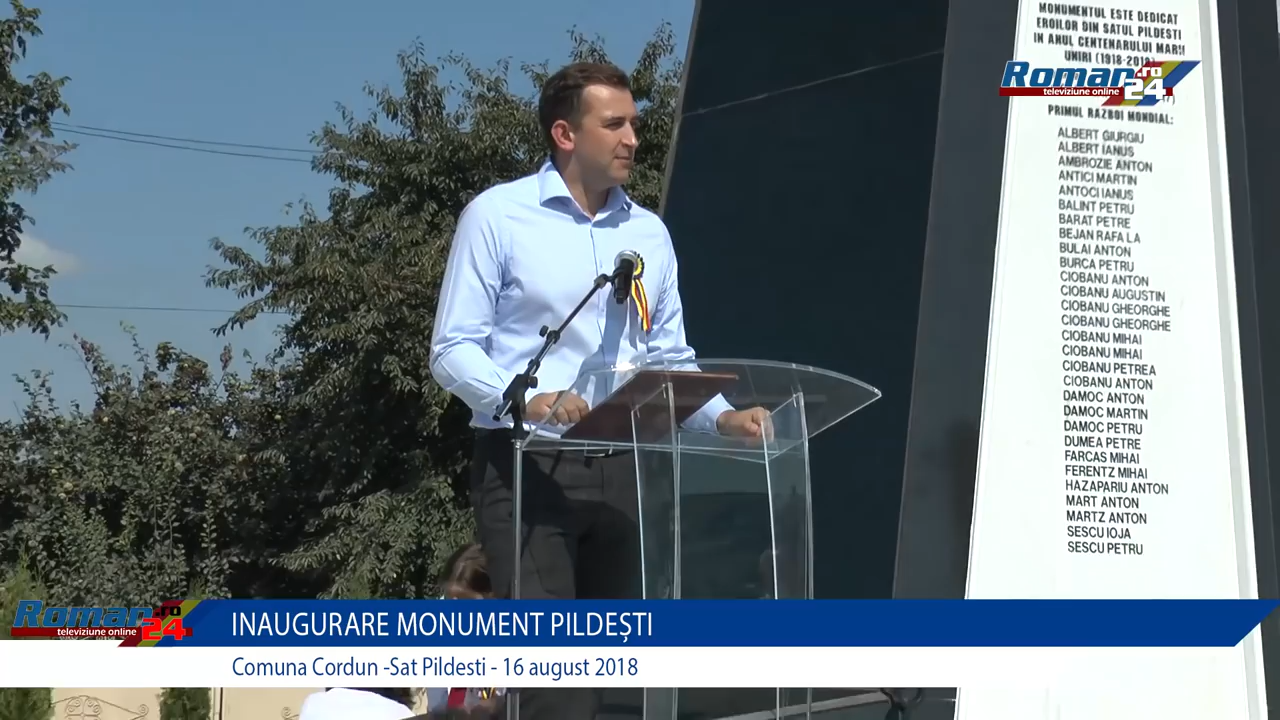 MONUMENTUL ESTE DEDICAT
EROILOR DIN SATUL PILDESTI
IN ANUL CENTENARULUI MARII
UNIRI (1918-2018)
Roman.ro
televiziune online 24
PRIMUL RAZBOI MONDIAL:
ALBERT GIURGIU
ALBERT IANUS
AMBROZIE ANTON
ANTICI MARTIN
ANTOCI IANUS
BALINT PETRU
BARAT PETRE
BEJAN RAFA LA
BULAI ANTON
BURCA PETRU
CIOBANU ANTON
CIOBANU AUGUSTIN
CIOBANU GHEORGHE
CIOBANU GHEORGHE
CIOBANU MIHAI
CIOBANU MIHAI
CIOBANU PETREA
CIOBANU ANTON
DAMOC ANTON
DAMOC MARTIN
DAMOC PETRU
DUMEA PETRE
FARCAS MIHAI
FERENTZ MIHAI
HAZAPARIU ANTON
MART ANTON
MARTZ ANTON
SESCU IOJA
SESCU PETRU
Roman.ro
televiziune online 24
INAUGURARE MONUMENT PILDEȘTI
Comuna Cordun -Sat Pildesti - 16 august 2018